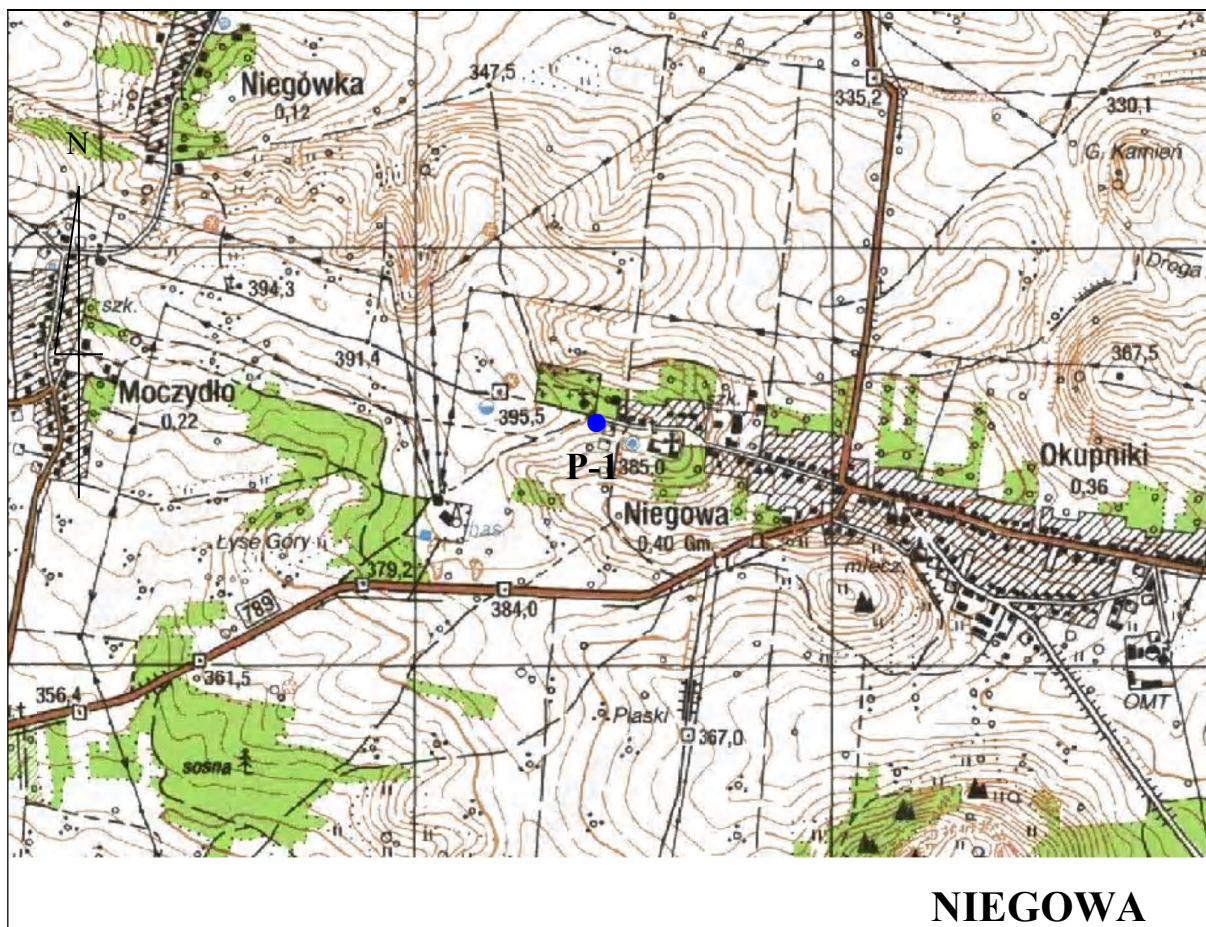 Niegówka
0,12
347,5
335,2
330,1
G. Kamień
N
394,3
Droga
szk.
391,4
367,5
Moczydło
0,22
395,5
szk.
P-1
385,0
Okupniki
0,36
Niegowa
0,40 Gm.
bas.
Łyse Góry
mlecz.
379,2
384,0
789
361,5
356,4
Piaski
OMT
367,0
sosna
NIEGOWA